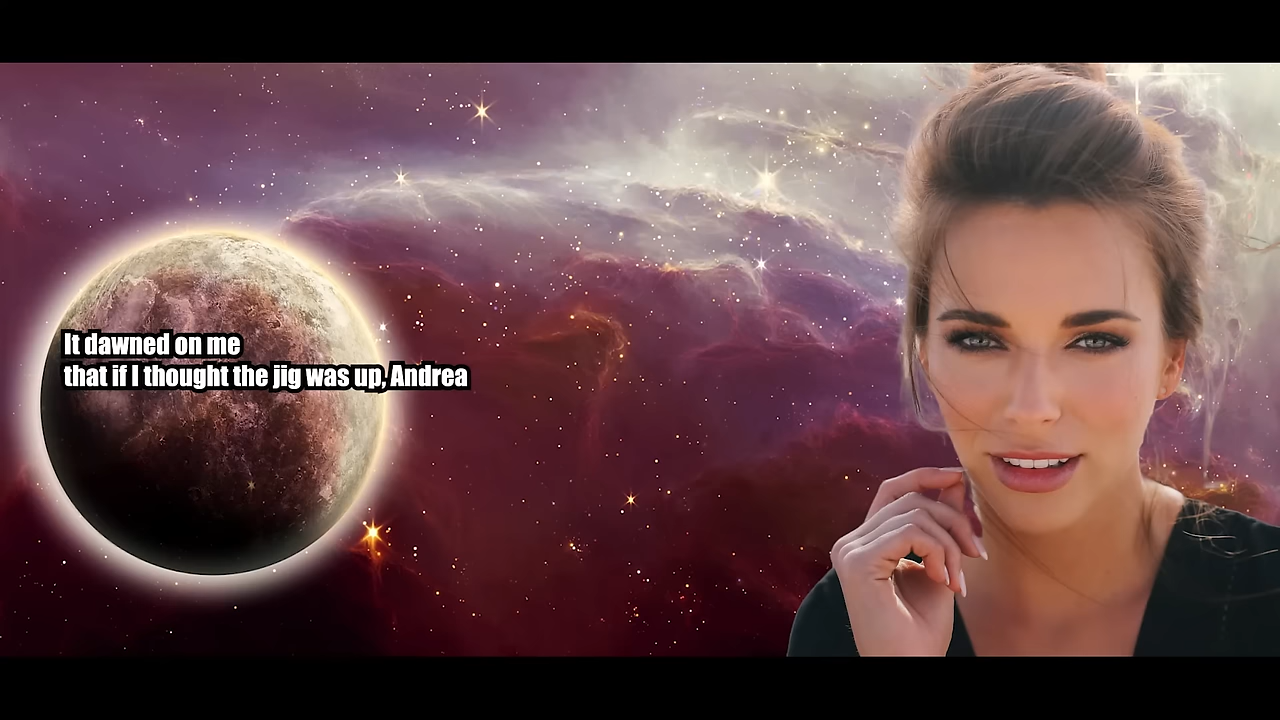 It dawned on me
that if I thought the jig was up, Andrea